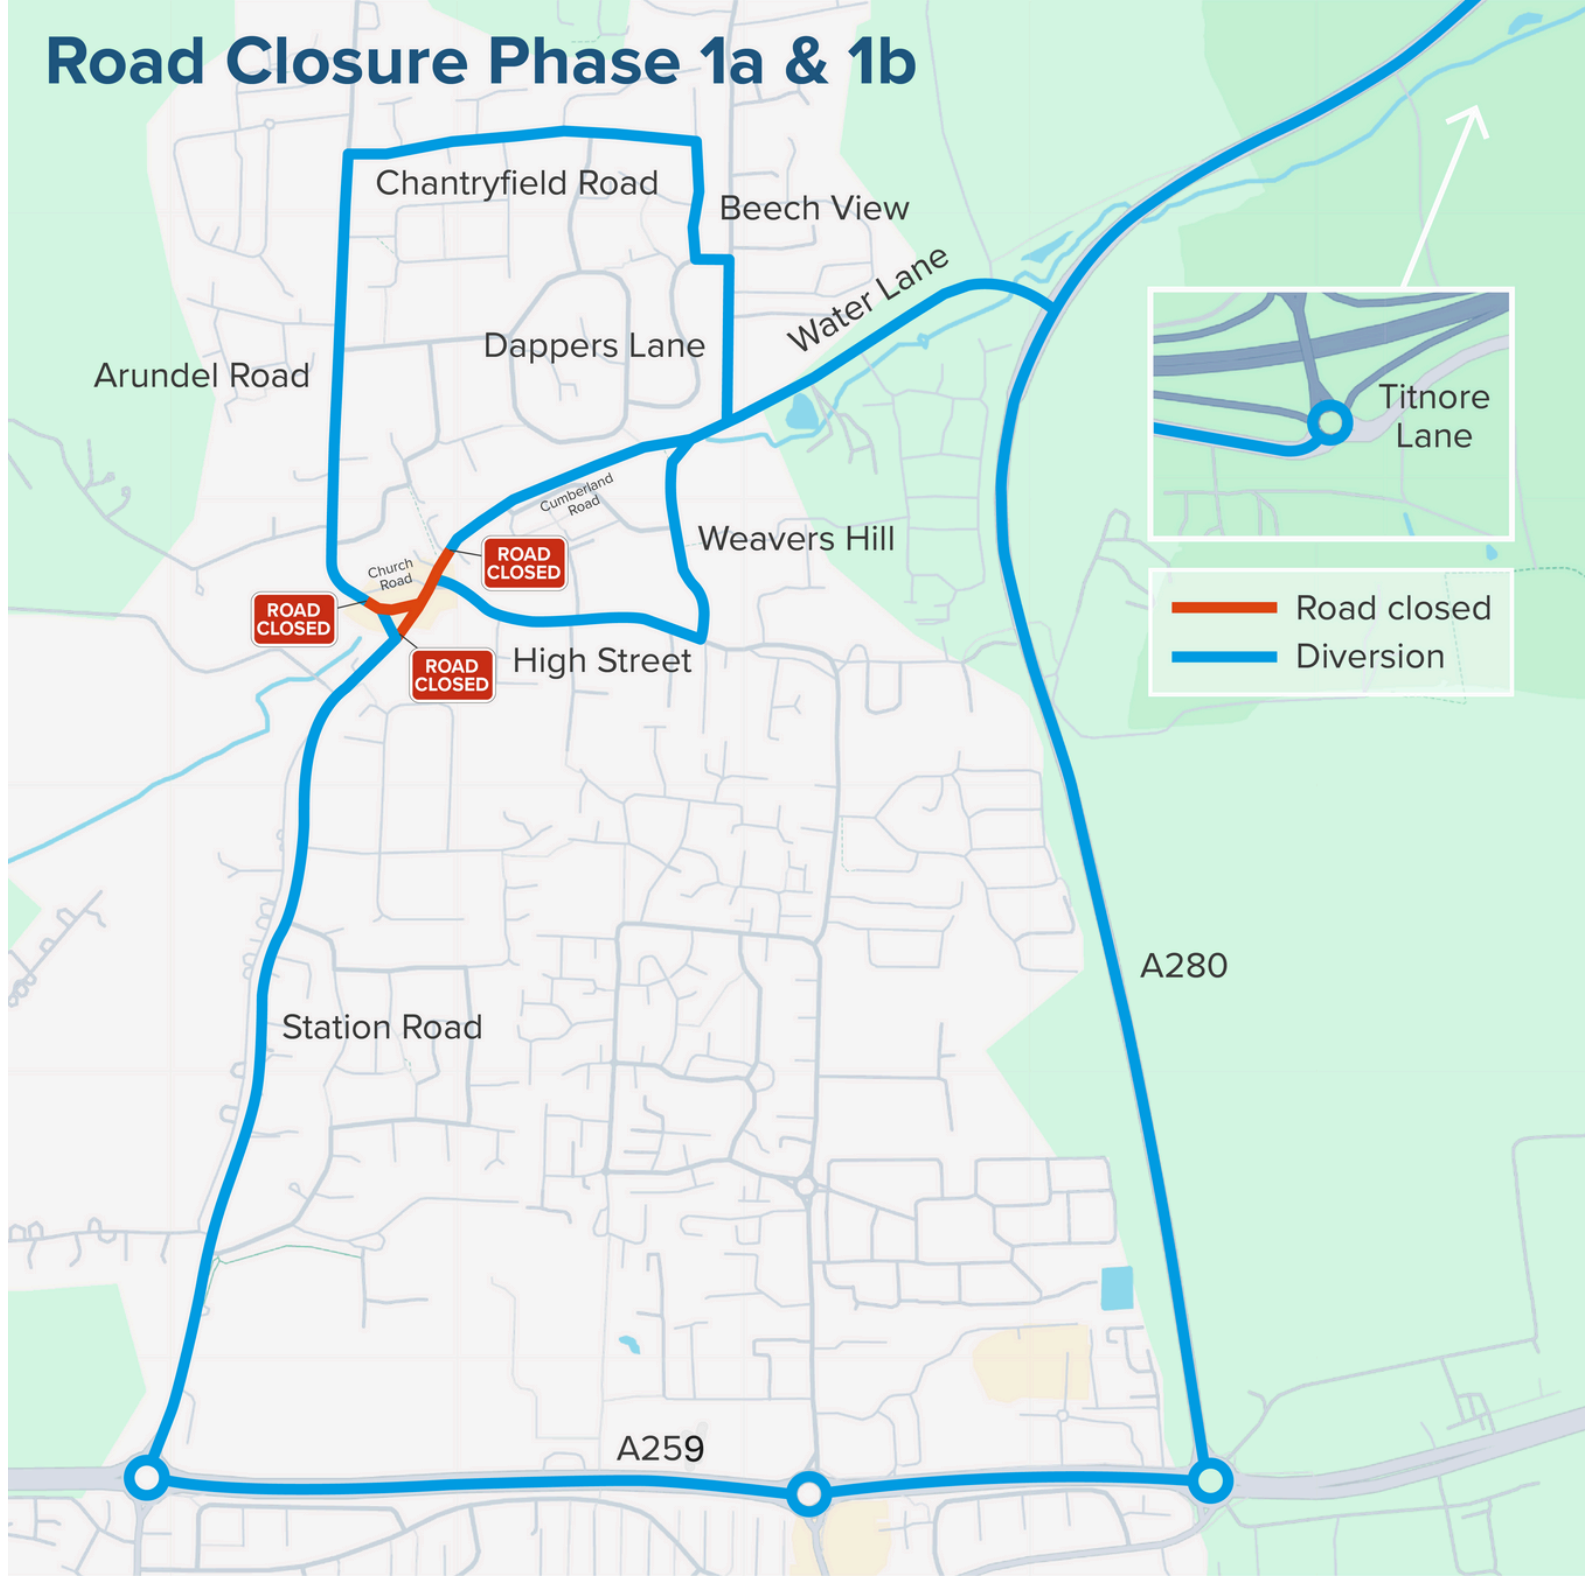 Road Closure Phase 1a & 1b
Chantryfield Road
Beech View
Water Lane
Dappers Lane
Arundel Road
Titnore
Lane
Cumberland
Road
Weavers Hill
ROAD
CLOSED
Church
Road
ROAD
CLOSED
Road closed
Diversion
High Street
ROAD
CLOSED
A280
Station Road
A259